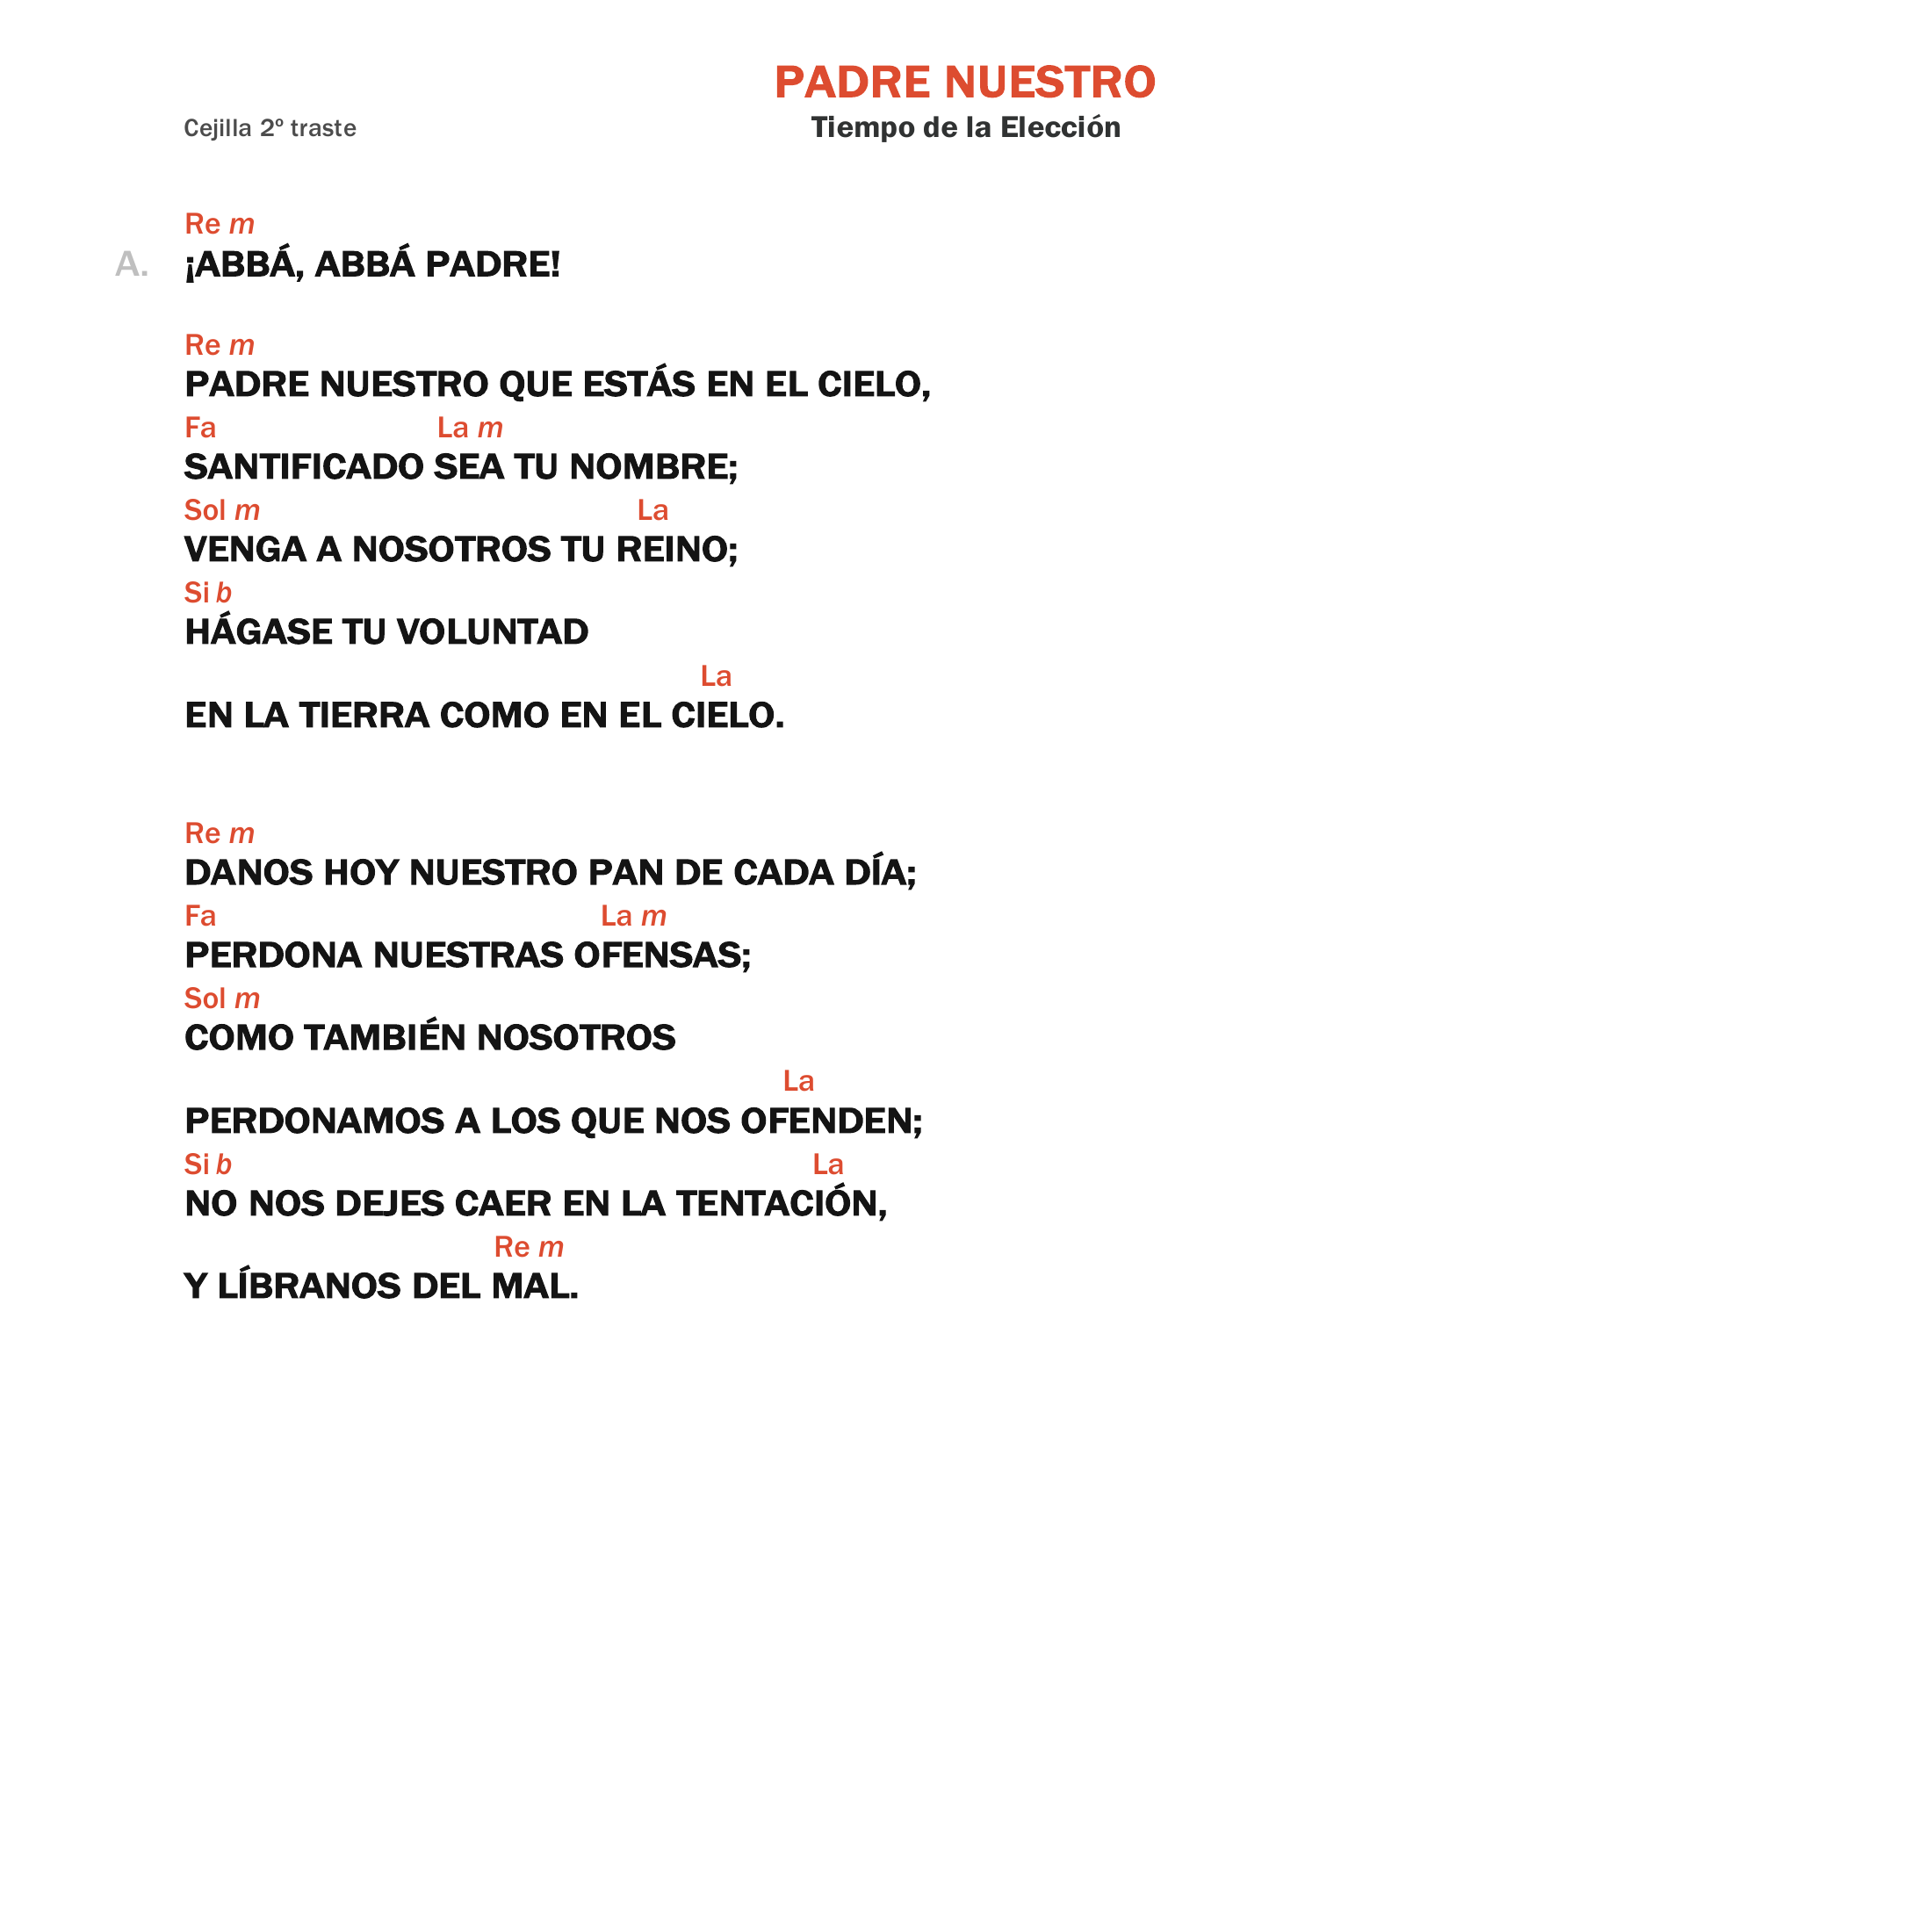 PADRE NUESTRO
Cejilla 2º traste
Tiempo de la Elección
Re m
A. ¡ABBÁ, ABBÁ PADRE!
Re m
PADRE NUESTRO QUE ESTÁS EN EL CIELO,
Fa La m
SANTIFICADO SEA TU NOMBRE;
Sol m La
VENGA A NOSOTROS TU REINO;
Si b
HÁGASE TU VOLUNTAD
La
EN LA TIERRA COMO EN EL CIELO.
Re m
DANOS HOY NUESTRO PAN DE CADA DÍA;
Fa La m
PERDONA NUESTRAS OFENSAS;
Sol m
COMO TAMBIÉN NOSOTROS
La
PERDONAMOS A LOS QUE NOS OFENDEN;
Si b La
NO NOS DEJES CAER EN LA TENTACIÓN,
Re m
Y LÍBRANOS DEL MAL.